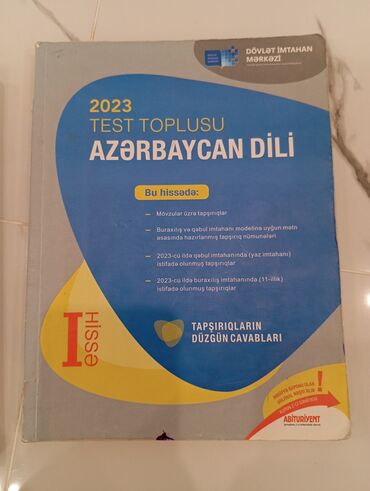 DÖVLƏT İMTAHAN
MƏRKƏZİ
2023
TEST TOPLUSU
AZƏRBAYCAN DİLİ
Bu hissədə:
Mövzular üzrə tapşırıqlar
Buraxılış və qəbul imtahanı modelinə uyğun mətn
əsasında hazırlanmış tapşırıq nümunələri
2023-cü ildə qəbul imtahanında (yaz imtahanı)
istifadə olunmuş tapşırıqlar
2023-cü ildə buraxılış imtahanında (11-illik)
istifadə olunmuş tapşırıqlar
I HİSSƏ
TAPŞIRIQLARIN
DÜZGÜN CAVABLARI
ABITURIYENT